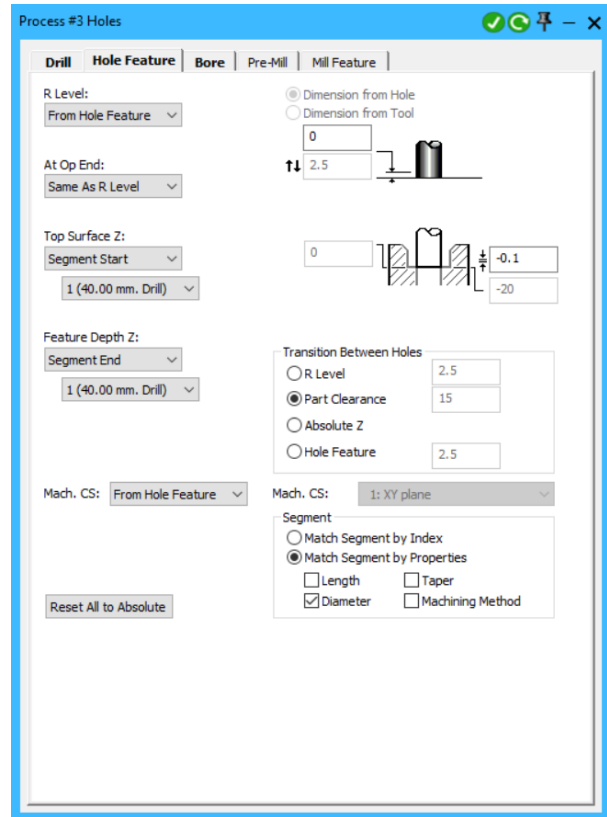 Process #3 Holes
Drill Hole Feature Bore Pre-Mill Mill Feature
R Level:
From Hole Feature
Dimension from Hole
Dimension from Tool
0
2.5
At Op End:
Same As R Level
Top Surface Z:
Segment Start
1 (40.00 mm. Drill)
0
-0.1
-20
Feature Depth Z:
Segment End
1 (40.00 mm. Drill)
Transition Between Holes
R Level 2.5
Part Clearance 15
Absolute Z
Hole Feature 2.5
Mach. CS: From Hole Feature Mach. CS: 1: XY plane
Segment
Match Segment by Index
Match Segment by Properties
Length Taper
Diameter Machining Method
Reset All to Absolute